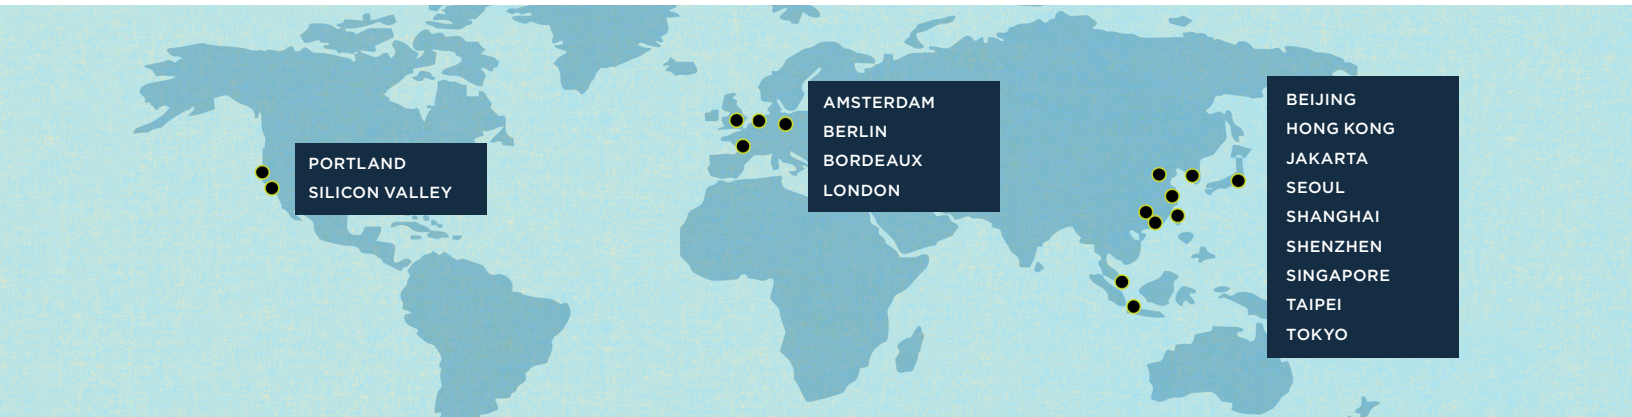 PORTLAND
SILICON VALLEY
AMSTERDAM
BERLIN
BORDEAUX
LONDON
BEIJING
HONG KONG
JAKARTA
SEOUL
SHANGHAI
SHENZHEN
SINGAPORE
TAIPEI
TOKYO